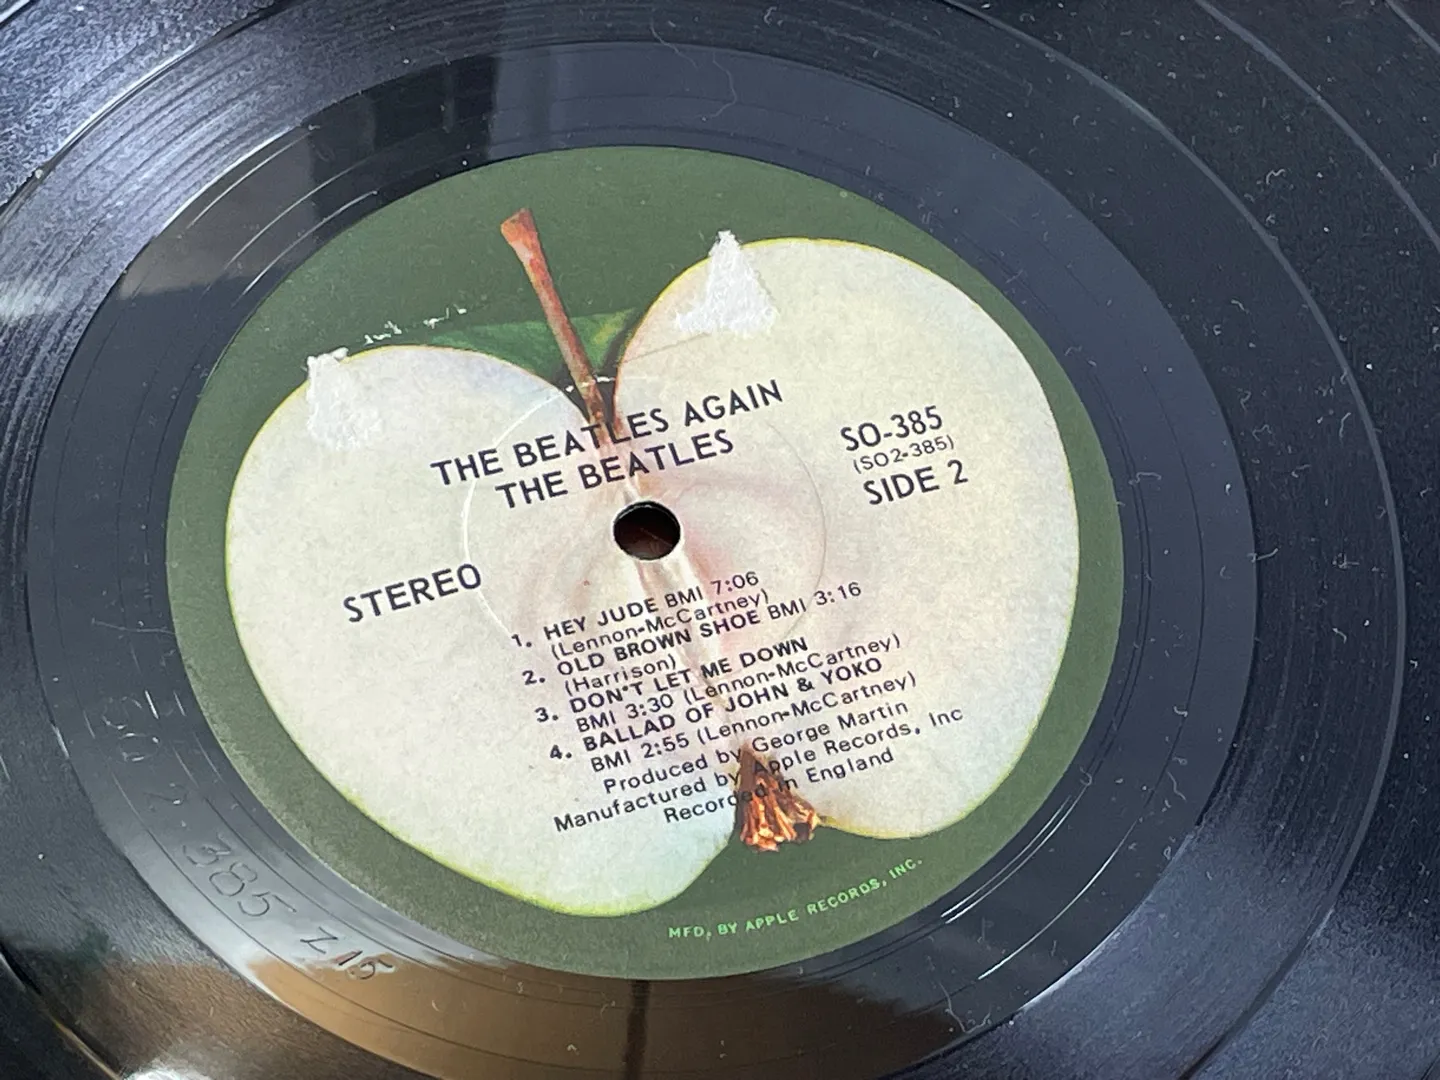 THE BEATLES AGAIN
THE BEATLES
SO-385
(SO2-385)
SIDE 2
STEREO
1. HEY JUDE BMI 7:06
(Lennon-McCartney)
2. OLD BROWN SHOE BMI 3:16
(Harrison)
3. DON'T LET ME DOWN
BMI 3:30 (Lennon-McCartney)
4. BALLAD OF JOHN & YOKO
BMI 2:55 (Lennon-McCartney)
Produced by George Martin
Manufactured by Apple Records, Inc
Recorded in England
MFD. BY APPLE RECORDS, INC.
385 Z15